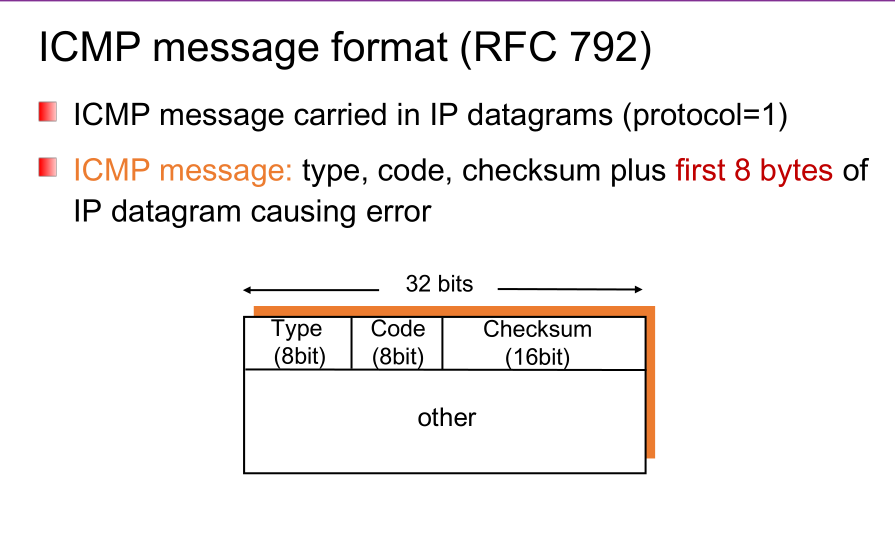 ICMP message format (RFC 792)
ICMP message carried in IP datagrams (protocol=1)
ICMP message: type, code, checksum plus first 8 bytes of
IP datagram causing error
32 bits
Type Code Checksum
(8bit) (8bit) (16bit)
other